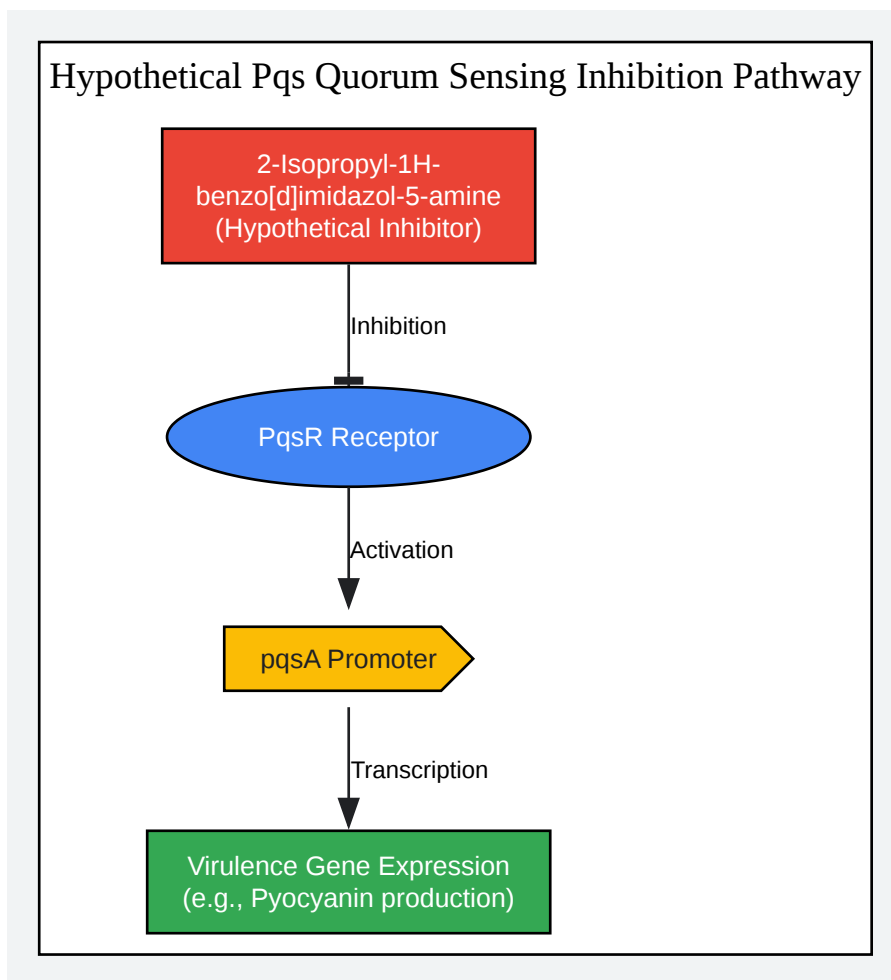 Hypothetical Pqs Quorum Sensing Inhibition Pathway
2-Isopropyl-1H-
benzo[d]imidazol-5-amine
(Hypothetical Inhibitor)
Inhibition
PqsR Receptor
Activation
pqsA Promoter
Transcription
Virulence Gene Expression
(e.g., Pyocyanin production)